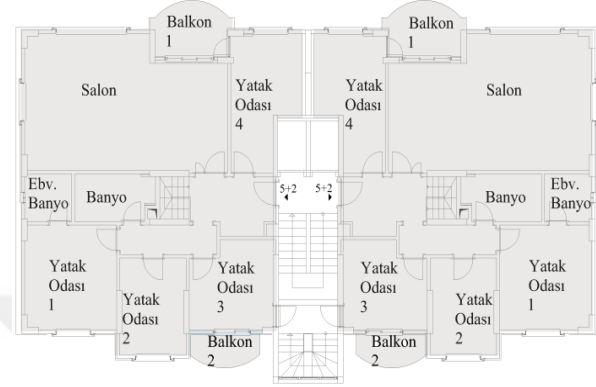 Balkon
1
Balkon
1
Salon
Yatak
Odası
4
Yatak
Odası
4
Salon
Ebv.
Banyo
Banyo
5+2
5+2
Banyo
Ebv.
Banyo
Yatak
Odası
1
Yatak
Odası
2
Yatak
Odası
3
Yatak
Odası
3
Yatak
Odası
2
Yatak
Odası
1
Balkon
2
Balkon
2